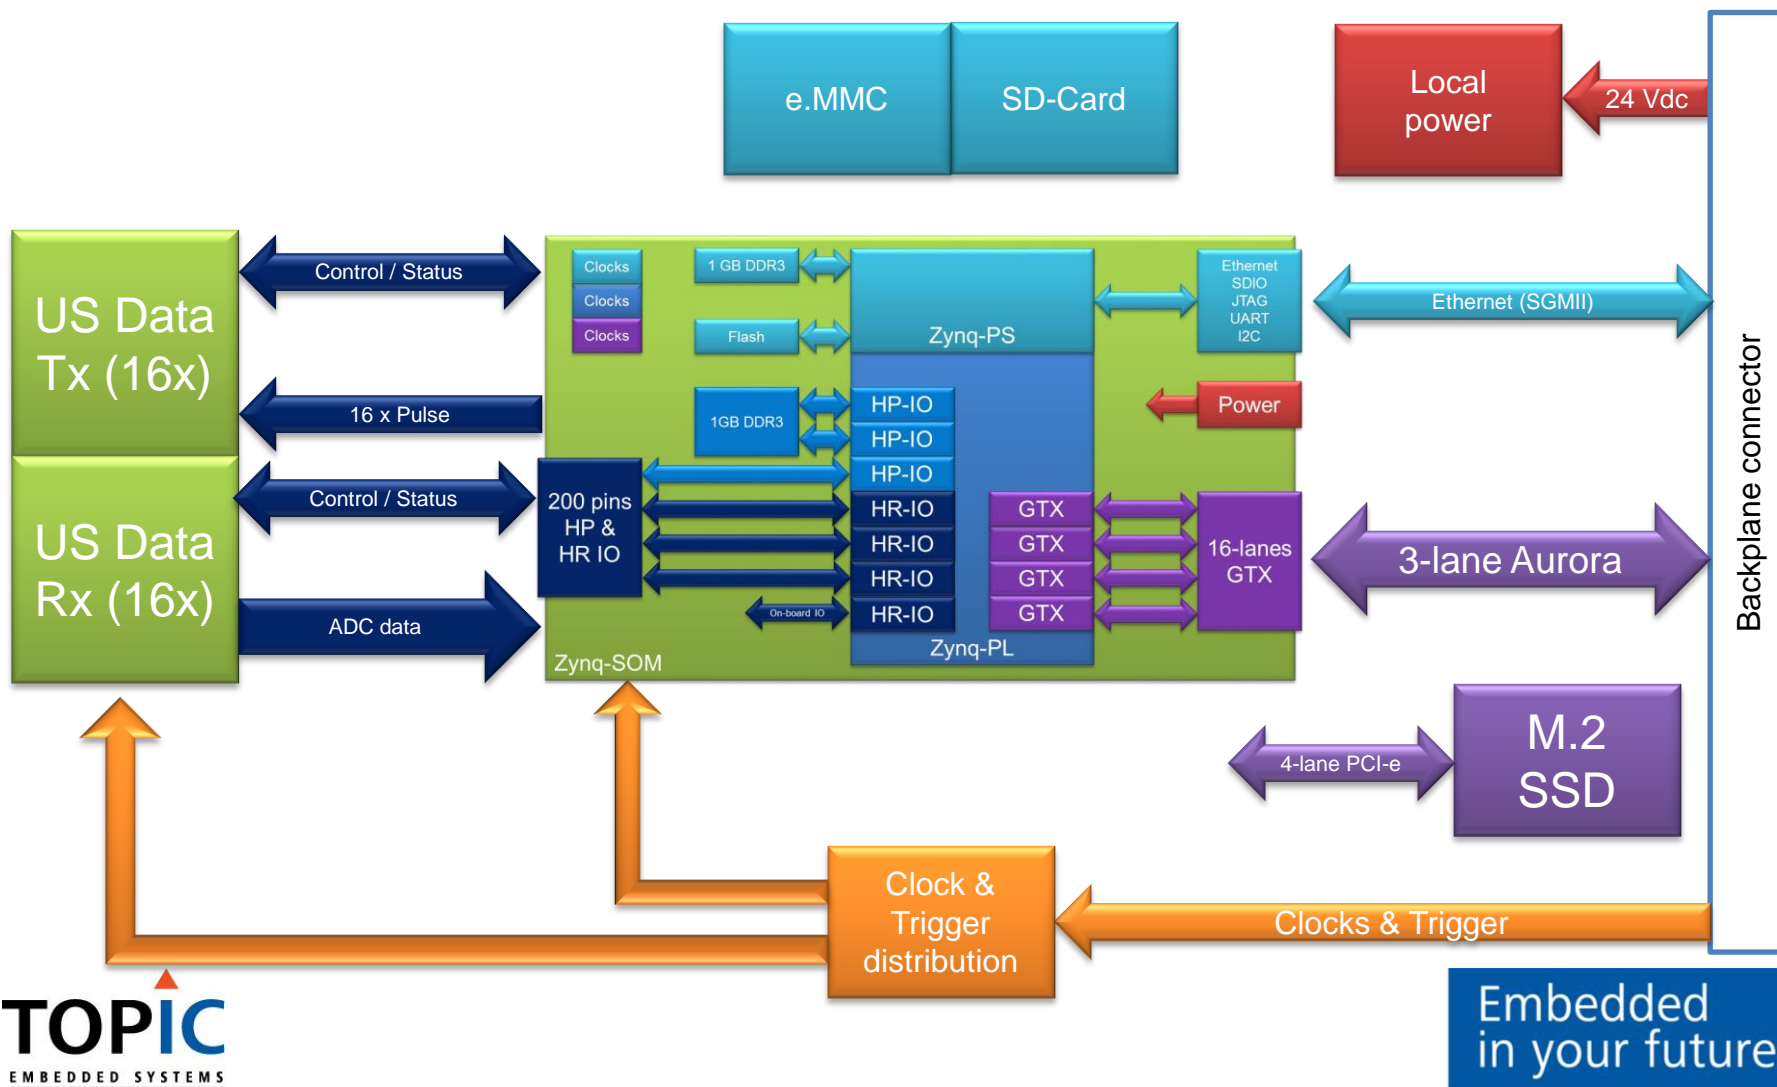 e.MMC
SD-Card
Local
power
24 Vdc
US Data
Tx (16x)
Control / Status
16 x Pulse
US Data
Rx (16x)
Control / Status
ADC data
Clocks
Clocks
Clocks
1 GB DDR3
Flash
1GB DDR3
Zynq-PS
Ethernet
SDIO
JTAG
UART
I2C
Power
HP-IO
HP-IO
HP-IO
HR-IO
HR-IO
HR-IO
HR-IO
200 pins
HP &
HR IO
On-board IO
GTX
GTX
GTX
GTX
16-lanes
GTX
Zynq-PL
Zynq-SOM
Ethernet (SGMII)
3-lane Aurora
Backplane connector
4-lane PCI-e
M.2
SSD
Clock &
Trigger
distribution
Clocks & Trigger
TOPIC
EMBEDDED SYSTEMS
Embedded
in your future